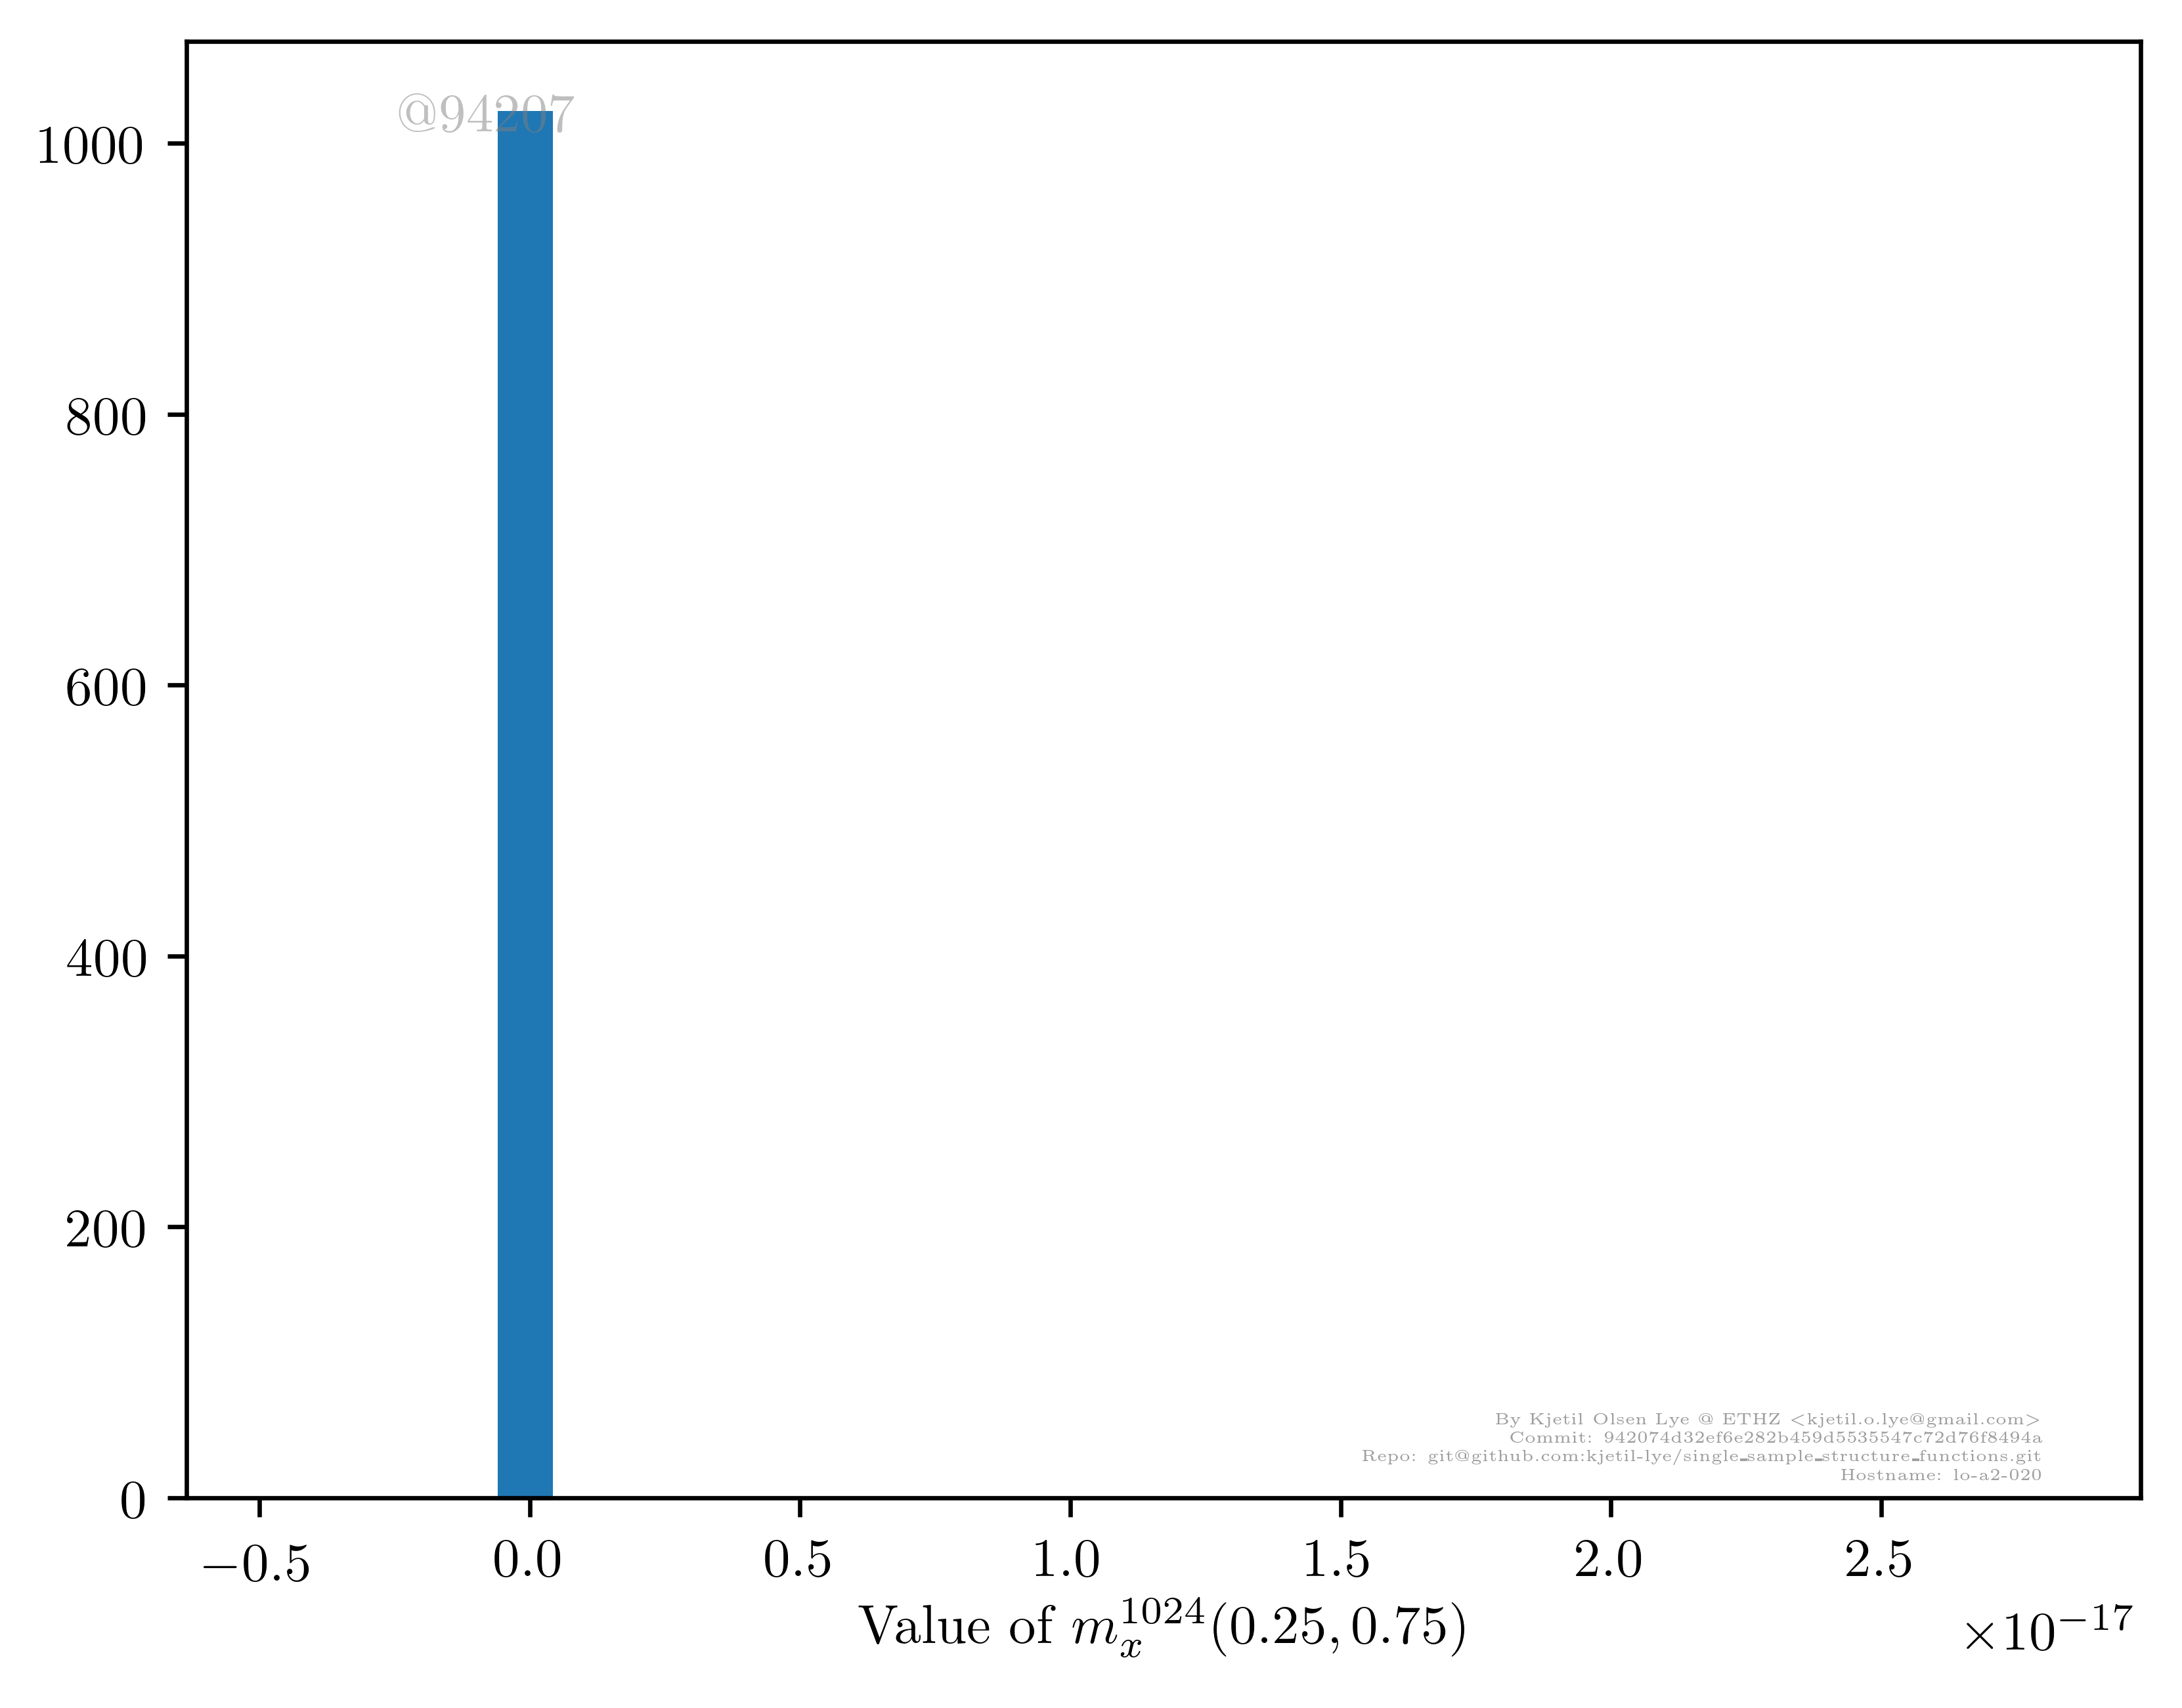 @94207
1000
800
600
400
200
0
−0.5 0.0 0.5 1.0 1.5 2.0 2.5
Value of m_x^{1024}(0.25, 0.75)
×10^{−17}
By Kjetil Olsen Lye @ ETHZ <kjetil.o.lye@gmail.com>
Commit: 942074d32ef6e282b459d5535547c72d76f8494a
Repo: git@github.com:kjetil-lye/single_sample_structure_functions.git
Hostname: lo-a2-020